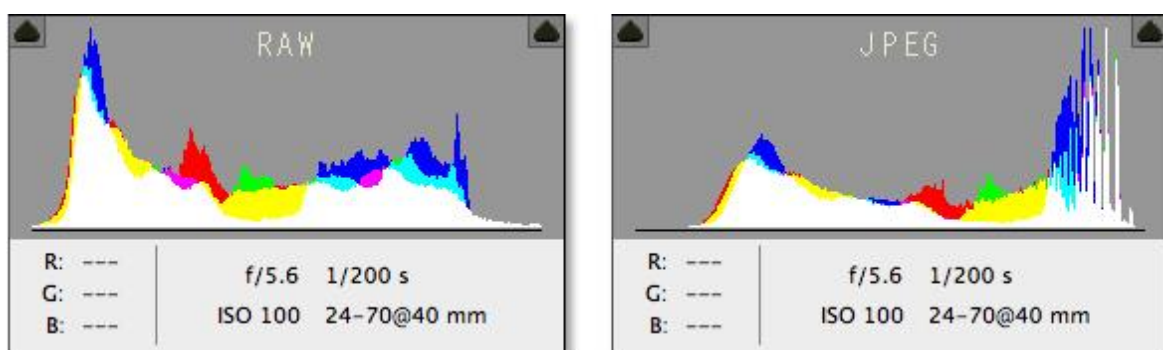 RAW
R: ---
G: ---
B: ---
f/5.6 1/200 s
ISO 100 24-70@40 mm
JPEG
R: ---
G: ---
B: ---
f/5.6 1/200 s
ISO 100 24-70@40 mm